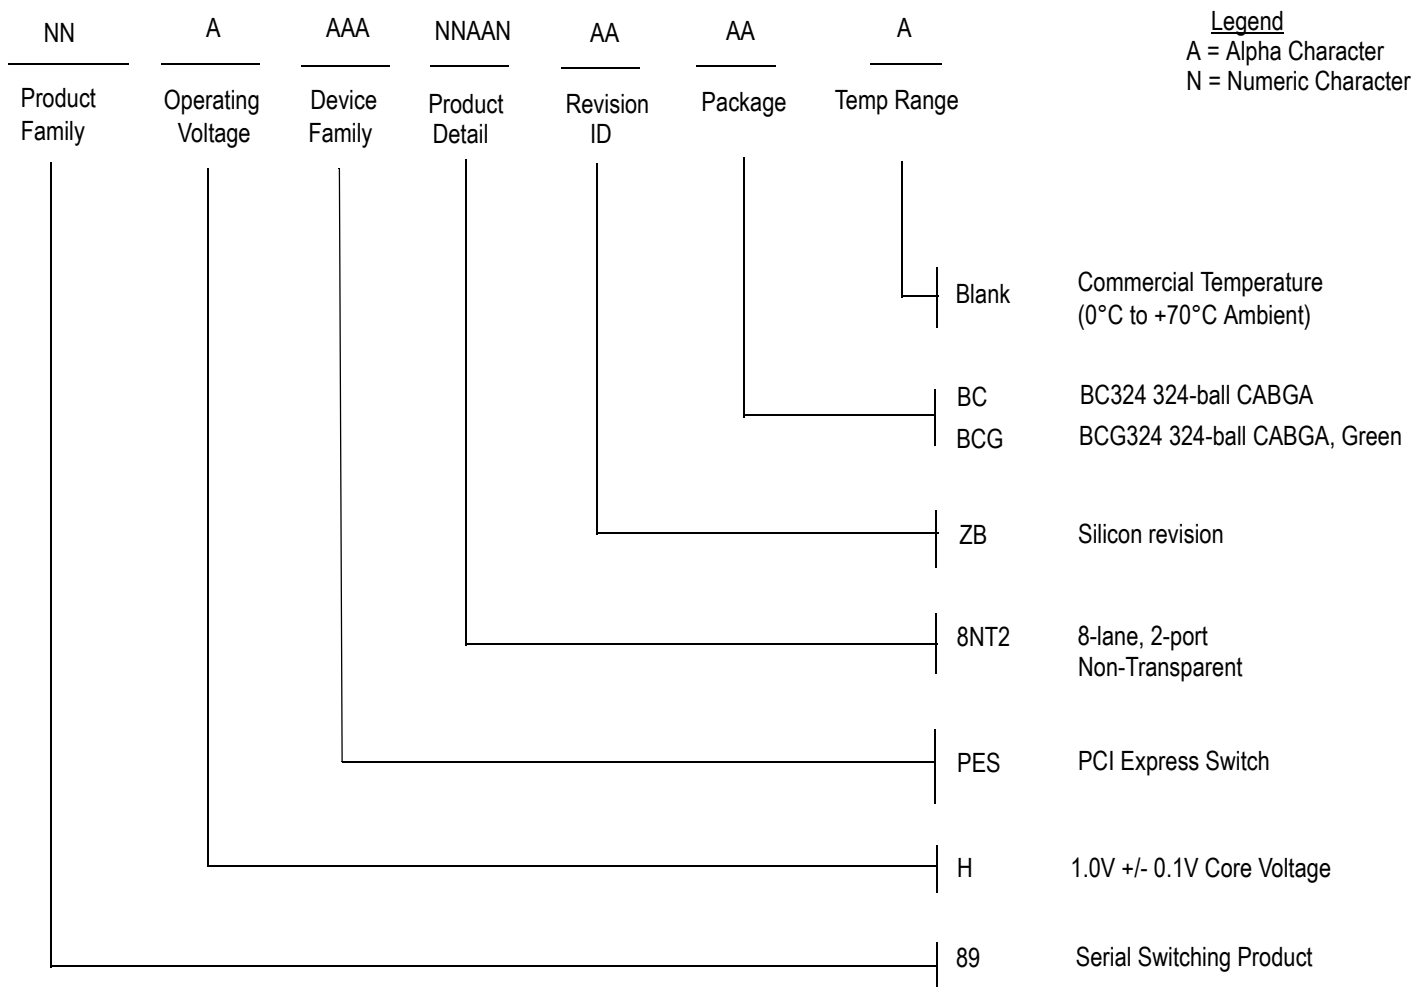 NN A AAA NNAAN AA AA A
Legend
A = Alpha Character
N = Numeric Character
Product Family
Operating Voltage
Device Family
Product Detail
Revision ID
Package
Temp Range
Blank Commercial Temperature
(0°C to +70°C Ambient)
BC BC324 324-ball CABGA
BCG BCG324 324-ball CABGA, Green
ZB Silicon revision
8NT2 8-lane, 2-port
Non-Transparent
PES PCI Express Switch
H 1.0V +/- 0.1V Core Voltage
89 Serial Switching Product